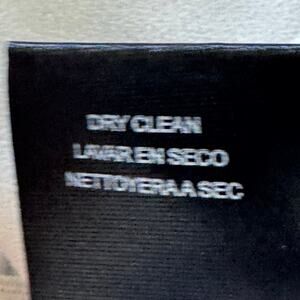 DRY CLEAN
LAVAR EN SECO
NETTOYER A A SEC